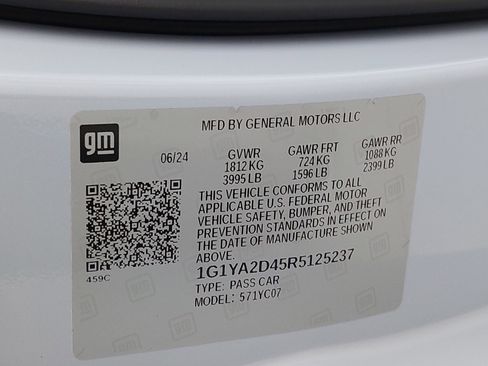 gm
MFD BY GENERAL MOTORS LLC
06/24 GVWR GAWR FRT GAWR RR
1812 KG 724 KG 1088 KG
3995 LB 1596 LB 2399 LB
THIS VEHICLE CONFORMS TO ALL
APPLICABLE U.S. FEDERAL MOTOR
VEHICLE SAFETY, BUMPER, AND THEFT
PREVENTION STANDARDS IN EFFECT ON
THE DATE OF MANUFACTURE SHOWN
ABOVE.
459C
1G1YA2D45R5125237
TYPE: PASS CAR
MODEL: 571YC07